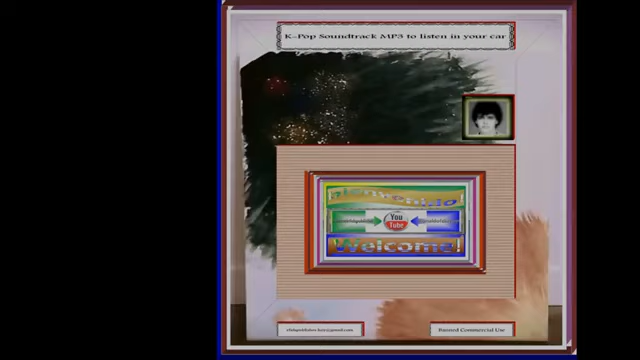 K-Pop Soundtrack MP3 to listen in your car
Bienvenido!
You
Tube
Welcome!
Banned Commercial Use